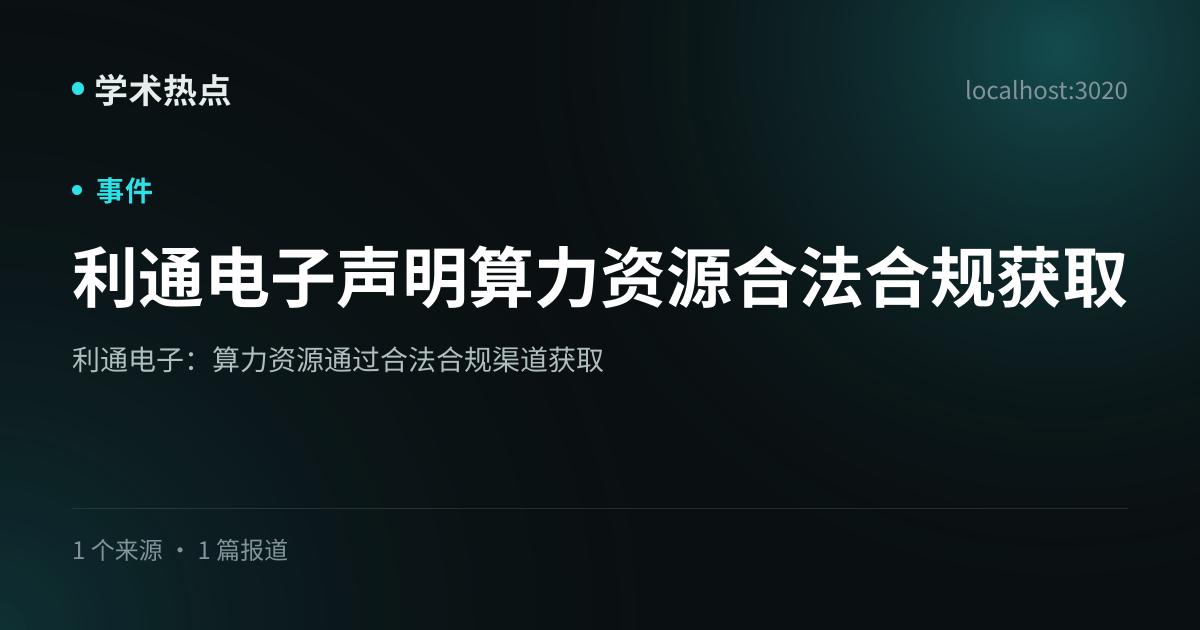 学术热点
localhost:3020
事件
利通电子声明算力资源合法合规获取
利通电子：算力资源通过合法合规渠道获取
1 个来源 · 1 篇报道